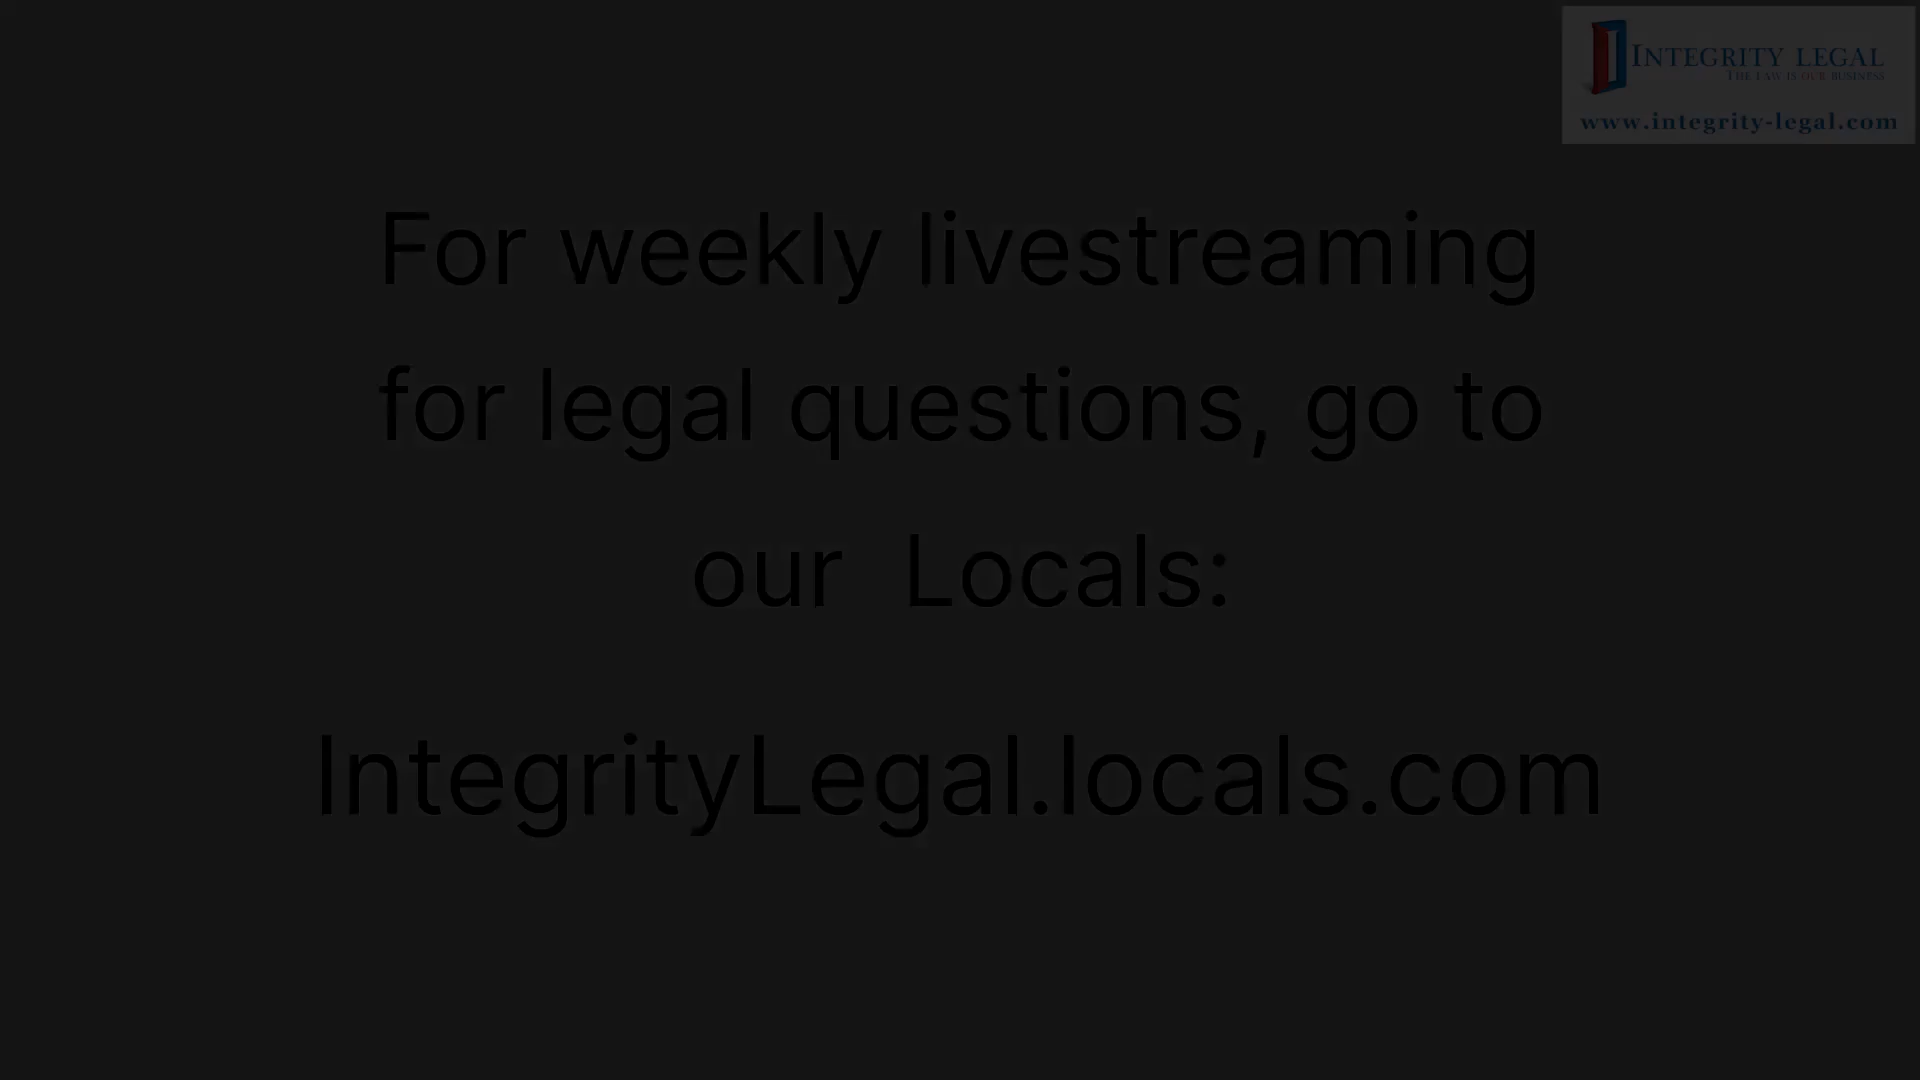 INTEGRITY LEGAL
THE LAW IS OUR BUSINESS
www.integrity-legal.com
For weekly livestreaming
for legal questions, go to
our Locals:
IntegrityLegal.locals.com